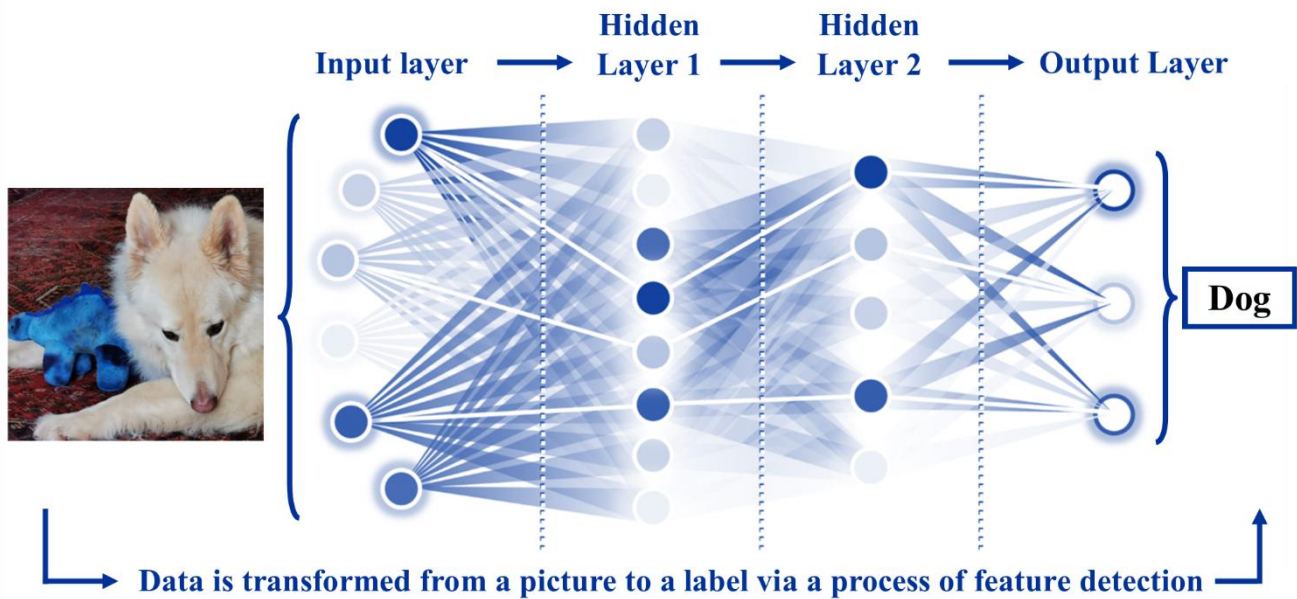 Input layer
Hidden
Layer 1
Hidden
Layer 2
Output Layer
Dog
Data is transformed from a picture to a label via a process of feature detection